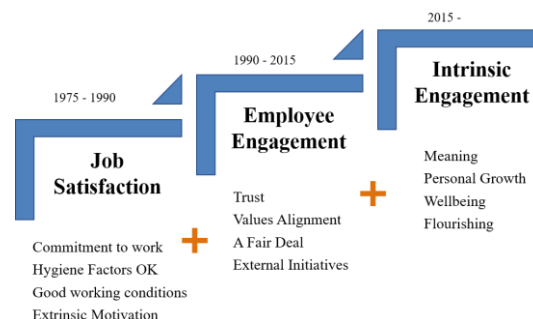 1975 - 1990
Job
Satisfaction
Commitment to work
Hygiene Factors OK
Good working conditions
Extrinsic Motivation
+
1990 - 2015
Employee
Engagement
Trust
Values Alignment
A Fair Deal
External Initiatives
+
2015 -
Intrinsic
Engagement
Meaning
Personal Growth
Wellbeing
Flourishing